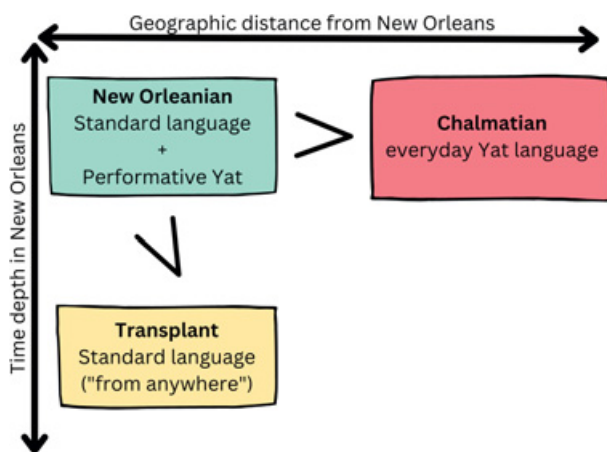 Geographic distance from New Orleans
Time depth in New Orleans
New Orleanian
Standard language
+
Performative Yat
>
Chalmatian
everyday Yat language
>
Transplant
Standard language
("from anywhere")